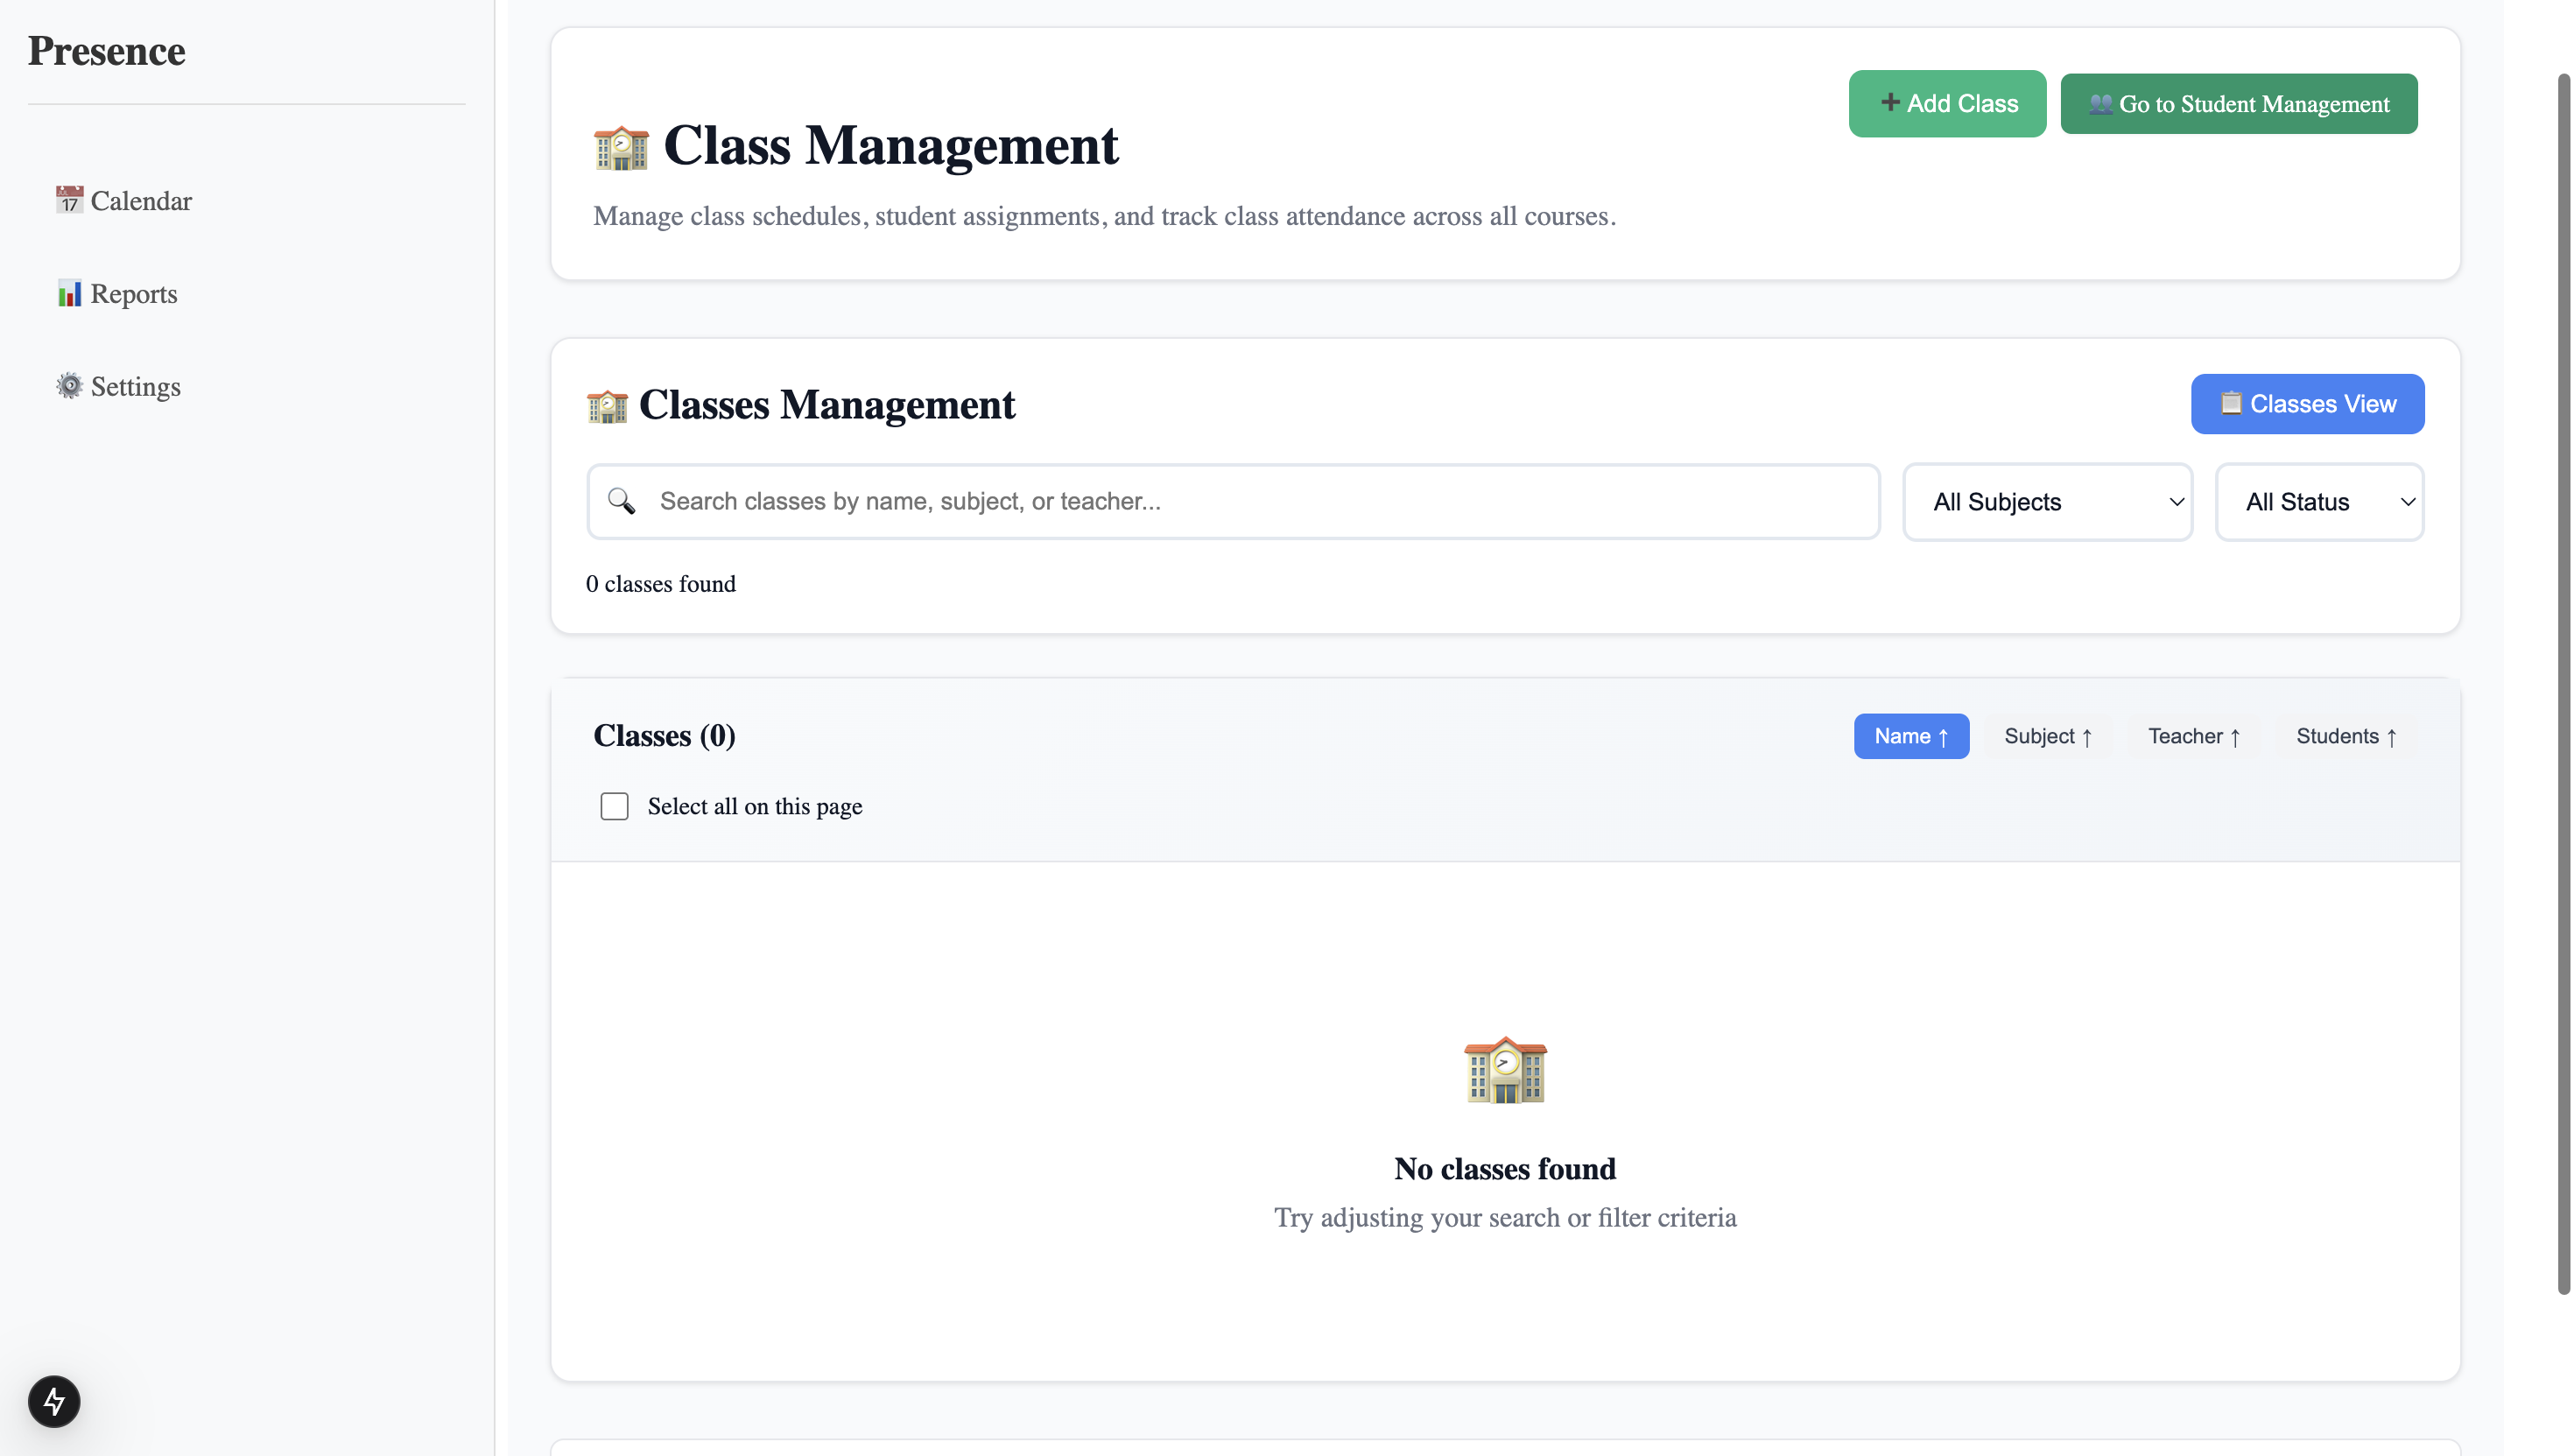 Presence
Calendar
Reports
Settings
Class Management
Manage class schedules, student assignments, and track class attendance across all courses.
+ Add Class
Go to Student Management
Classes Management
Classes View
Search classes by name, subject, or teacher...
All Subjects
All Status
0 classes found
Classes (0)
Name ↑
Subject ↑
Teacher ↑
Students ↑
Select all on this page
No classes found
Try adjusting your search or filter criteria